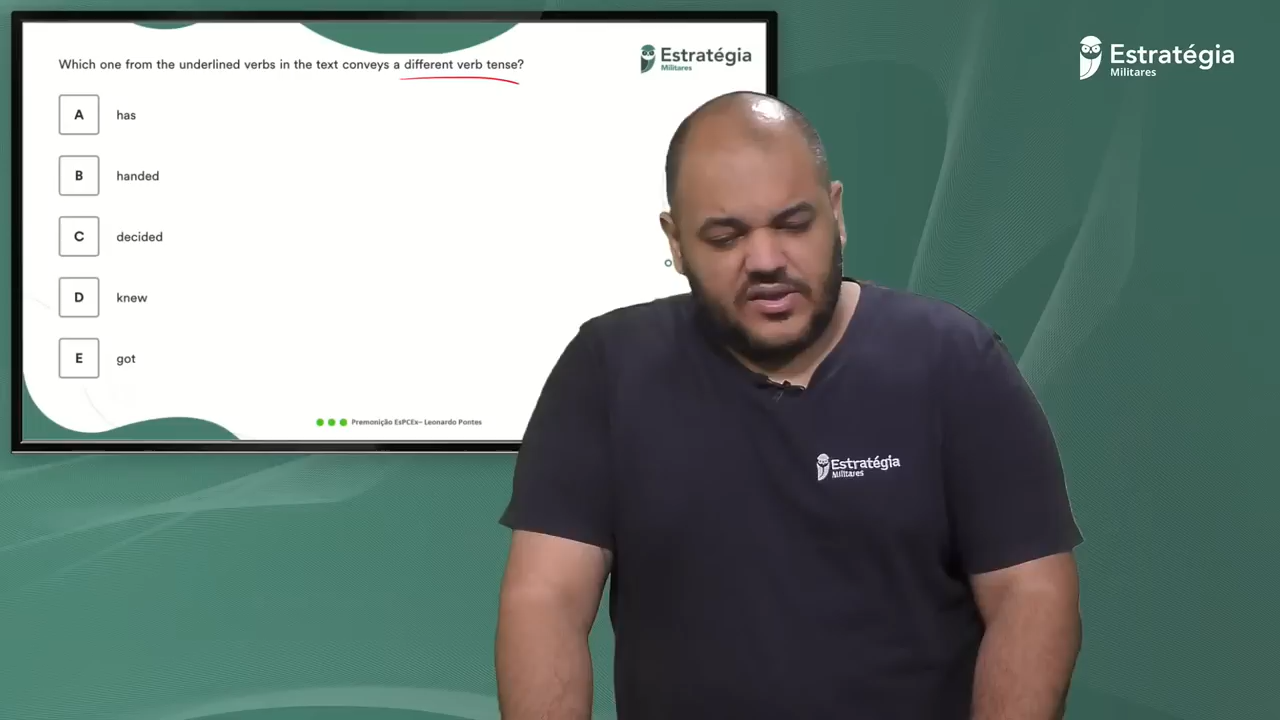 Which one from the underlined verbs in the text conveys a different verb tense?
Estratégia
Militares
A has
B handed
C decided
D knew
E got
Premonição EsPCEx– Leonardo Pontes
Estratégia
Militares
Estratégia
Militares